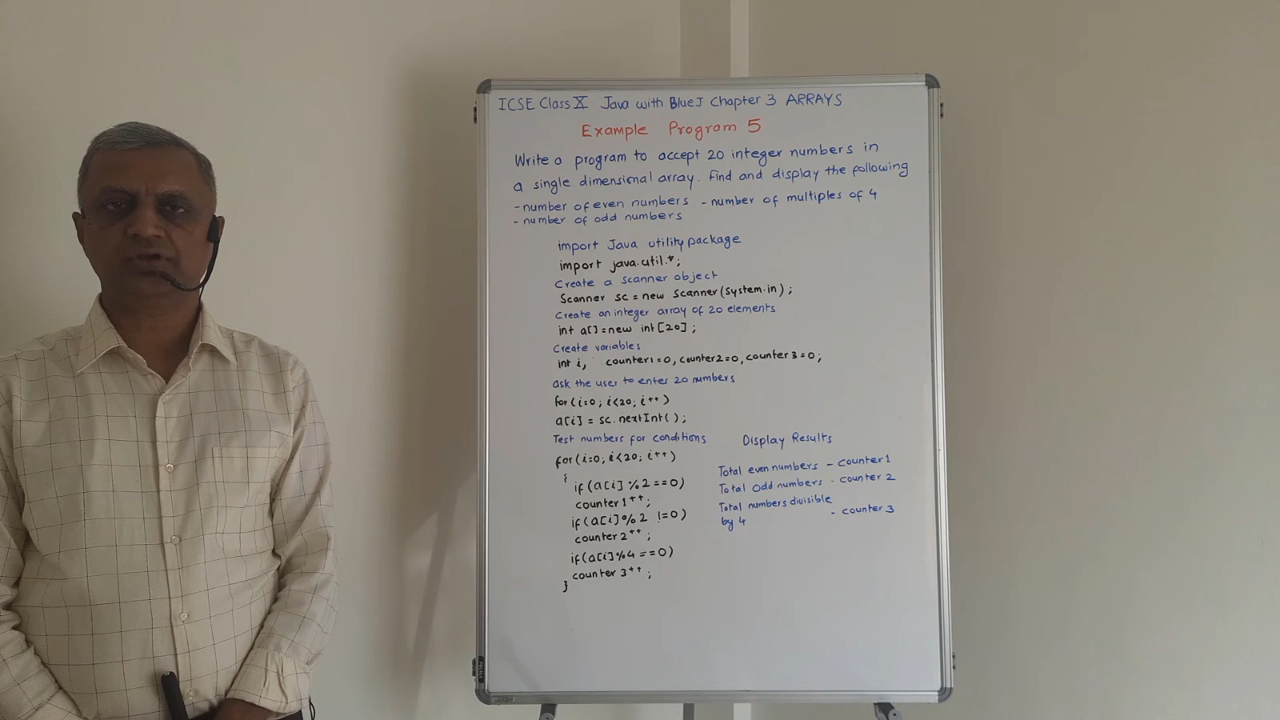 ICSE Class X Java with BlueJ Chapter 3 ARRAYS
Example Program 5
Write a program to accept 20 integer numbers in
a single dimensional array. Find and display the following
- number of even numbers - number of multiples of 4
- number of odd numbers
import Java utility package
import java.util.*;
Create a scanner object
Scanner sc = new Scanner(System.in);
Create an integer array of 20 elements
int a[] = new int[20];
Create variables
int i, counter1=0, counter2=0, counter3=0;
ask the user to enter 20 numbers
for(i=0; i<20; i++)
a[i] = sc.nextInt();
Test numbers for conditions
for(i=0; i<20; i++)
{
if(a[i]%2==0)
counter1++;
if(a[i]%2 !=0)
counter2++;
if(a[i]%4==0)
counter3++;
}
Display Results
Total even numbers - counter1
Total odd numbers - counter2
Total numbers divisible
by 4 - counter3